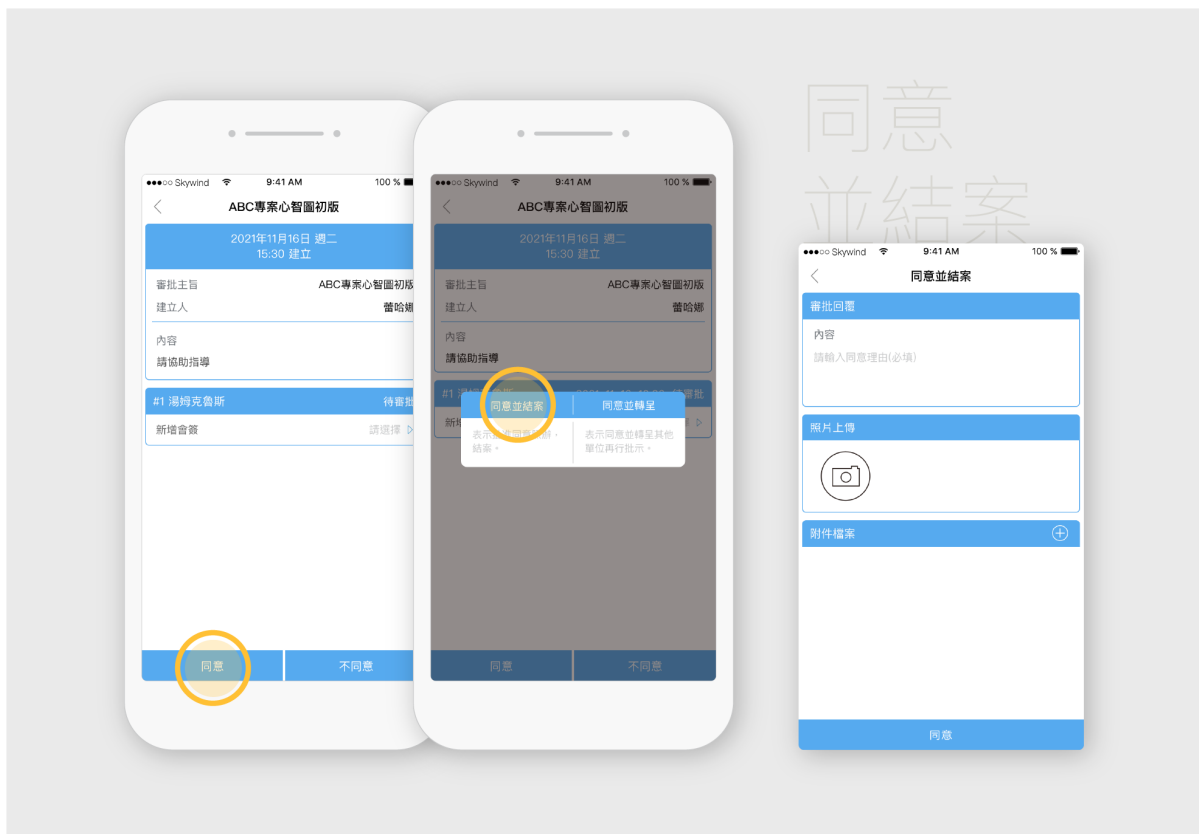 同意
並結案
Skywind 9:41 AM 100 %
ABC專案心智圖初版
2021年11月16日 週二
15:30 建立
審批主旨 ABC專案心智圖初版
建立人 蕾哈娜
內容
請協助指導
#1 湯姆克魯斯 待審批
新增會簽 請選擇
同意 不同意
Skywind 9:41 AM 100 %
ABC專案心智圖初版
2021年11月16日 週二
15:30 建立
審批主旨 ABC專案心智圖初版
建立人 蕾哈娜
內容
請協助指導
#1 待審批
同意並結案 同意並轉呈
表示 表示同意並轉呈其他
結案。 單位再行批示。
同意 不同意
Skywind 9:41 AM 100 %
同意並結案
審批回覆
內容
請輸入同意理由(必填)
照片上傳
附件檔案
同意